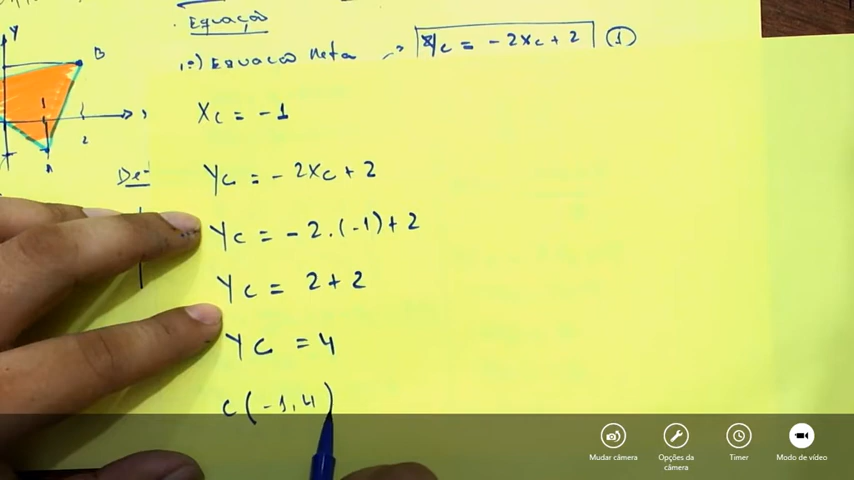 Equação
Y
B
1º) Equação Reta -> Yc = -2Xc + 2 ①
1
2
A
Xc = -1
Det
Yc = -2Xc + 2
Yc = -2.(-1)+2
Yc = 2+2
Yc = 4
C(-1,4)
Mudar câmera
Opções da câmera
Timer
Modo de vídeo